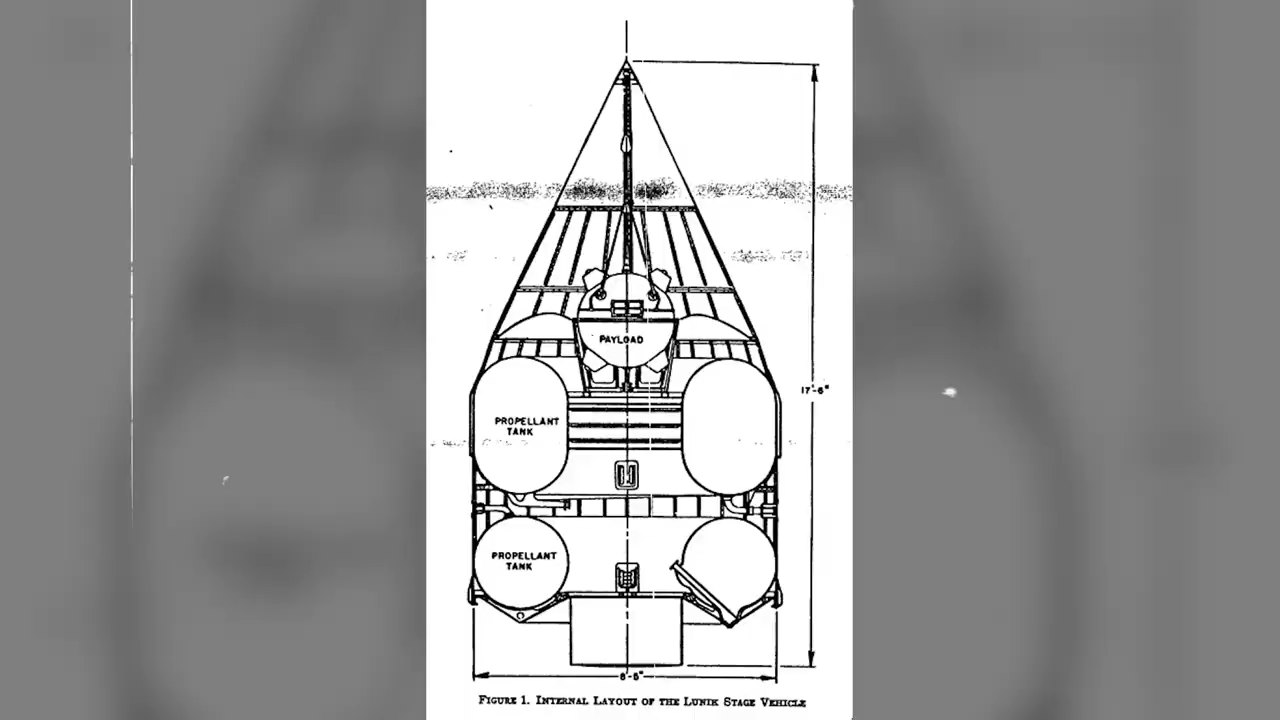 PAYLOAD
17'-6"
PROPELLANT
TANK
PROPELLANT
TANK
8'-5"
FIGURE 1. INTERNAL LAYOUT OF THE LUNIK STAGE VEHICLE